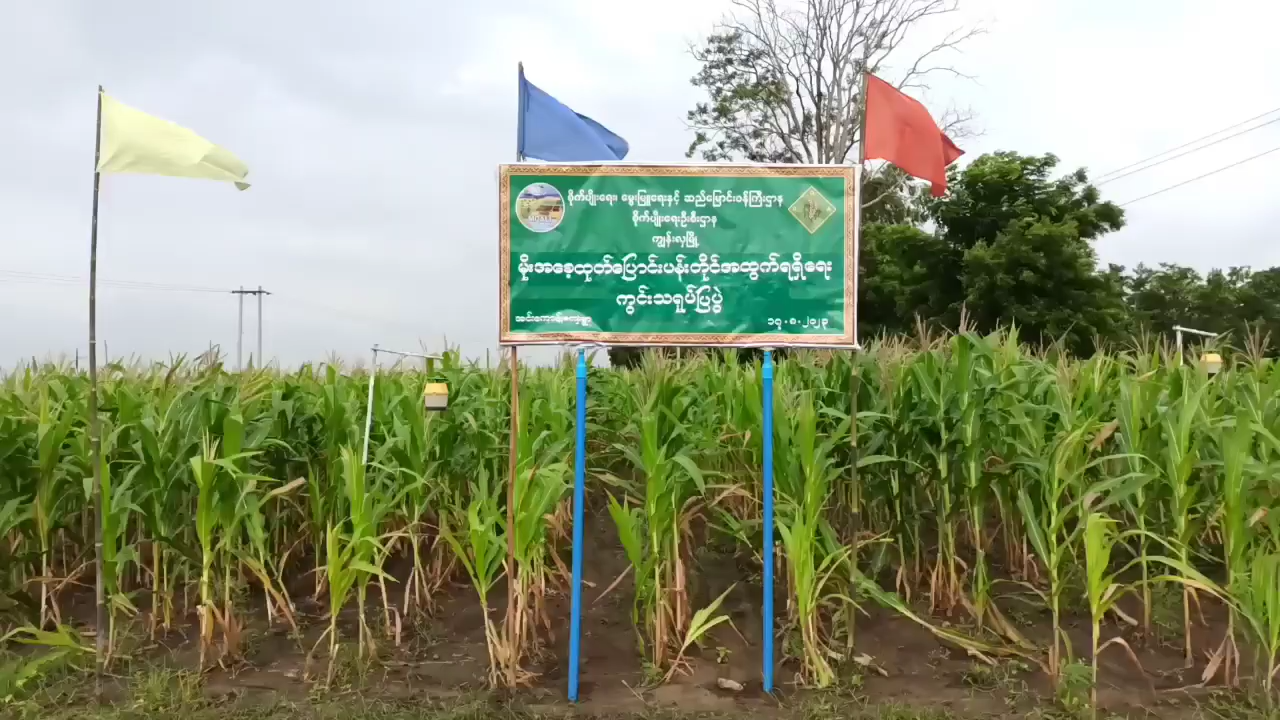 စိုက်ပျိုးရေး၊ မွေးမြူရေးနှင့် ဆည်မြောင်းဝန်ကြီးဌာန
စိုက်ပျိုးရေးဦးစီးဌာန
ကျွန်းလှမြို့
မိုးအစေ့ထုတ်ပြောင်းပန်းတိုင်အထွက်ရရှိရေး
ကွင်းသရုပ်ပြပွဲ
၁၇.၈.၂၀၂၃